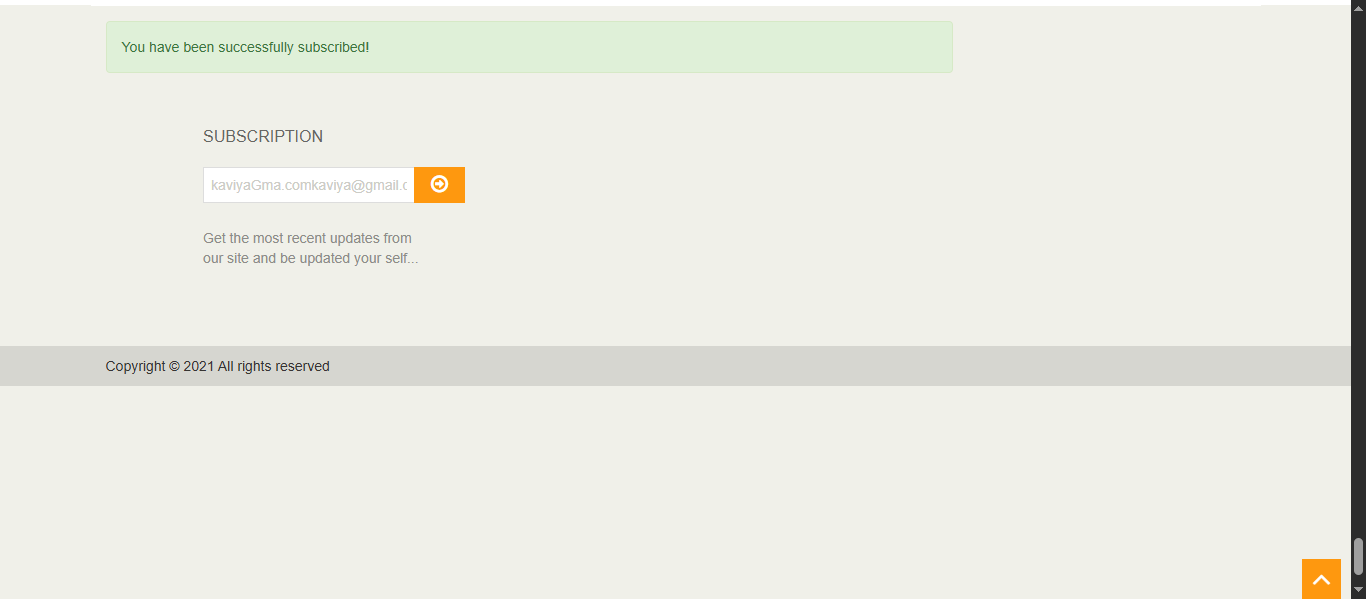 You have been successfully subscribed!
SUBSCRIPTION
kaviyaGma.comkaviya@gmail.c
Get the most recent updates from
our site and be updated your self...
Copyright © 2021 All rights reserved